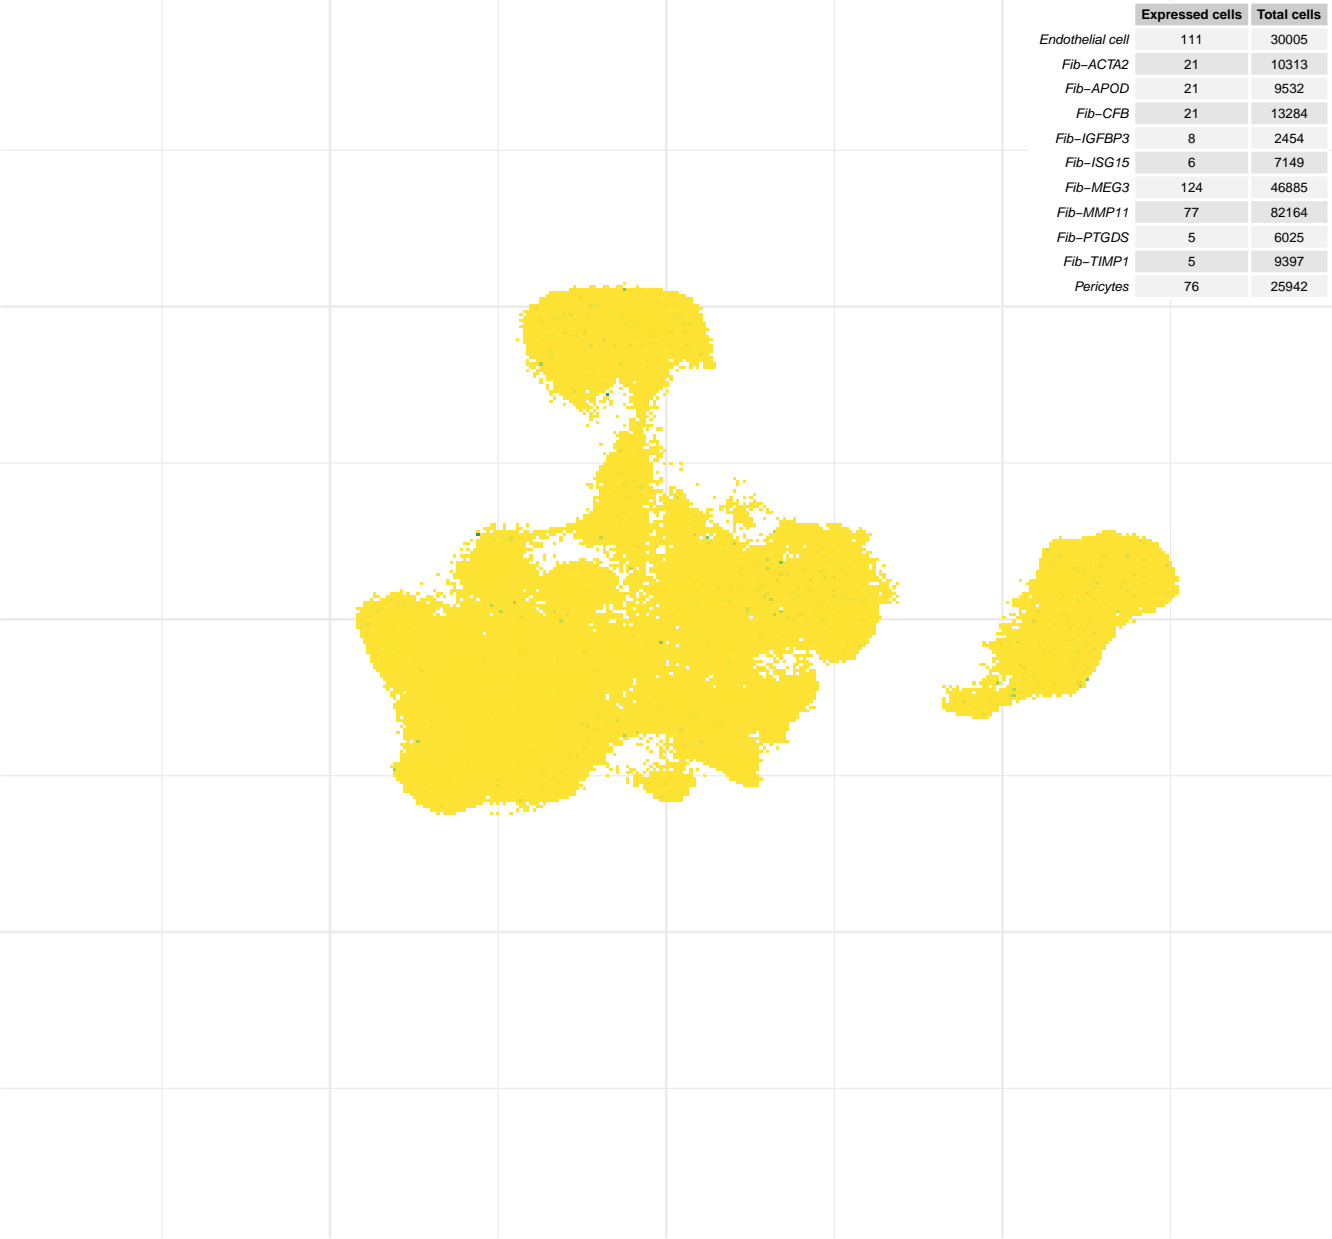 Expressed cells Total cells
Endothelial cell 111 30005
Fib−ACTA2 21 10313
Fib−APOD 21 9532
Fib−CFB 21 13284
Fib−IGFBP3 8 2454
Fib−ISG15 6 7149
Fib−MEG3 124 46885
Fib−MMP11 77 82164
Fib−PTGDS 5 6025
Fib−TIMP1 5 9397
Pericytes 76 25942